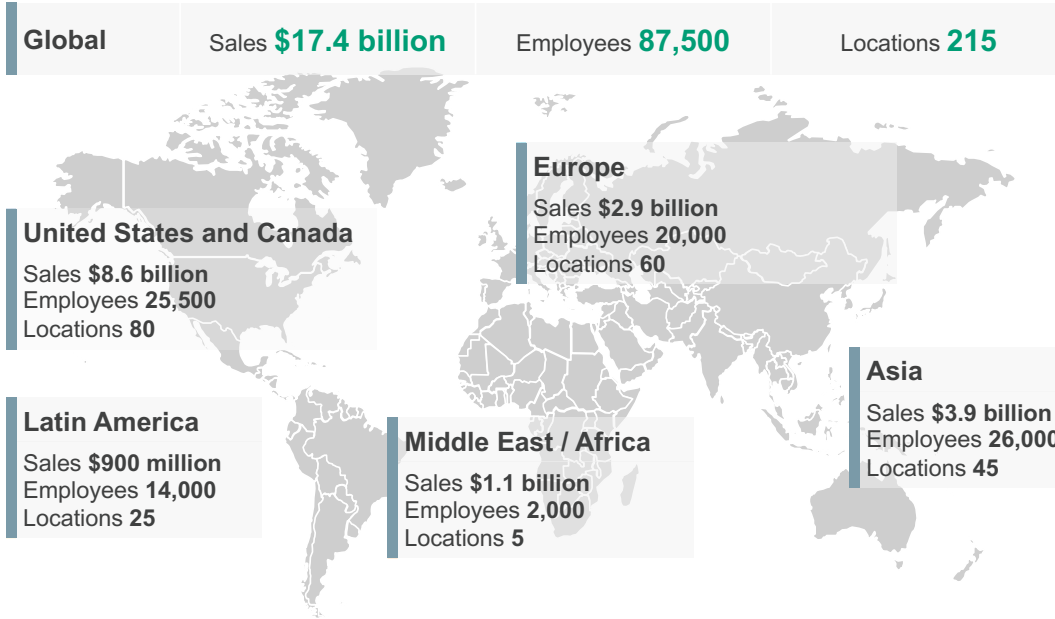 Global
Sales $17.4 billion
Employees 87,500
Locations 215
Europe
Sales $2.9 billion
Employees 20,000
Locations 60
United States and Canada
Sales $8.6 billion
Employees 25,500
Locations 80
Asia
Sales $3.9 billion
Employees 26,000
Locations 45
Latin America
Sales $900 million
Employees 14,000
Locations 25
Middle East / Africa
Sales $1.1 billion
Employees 2,000
Locations 5